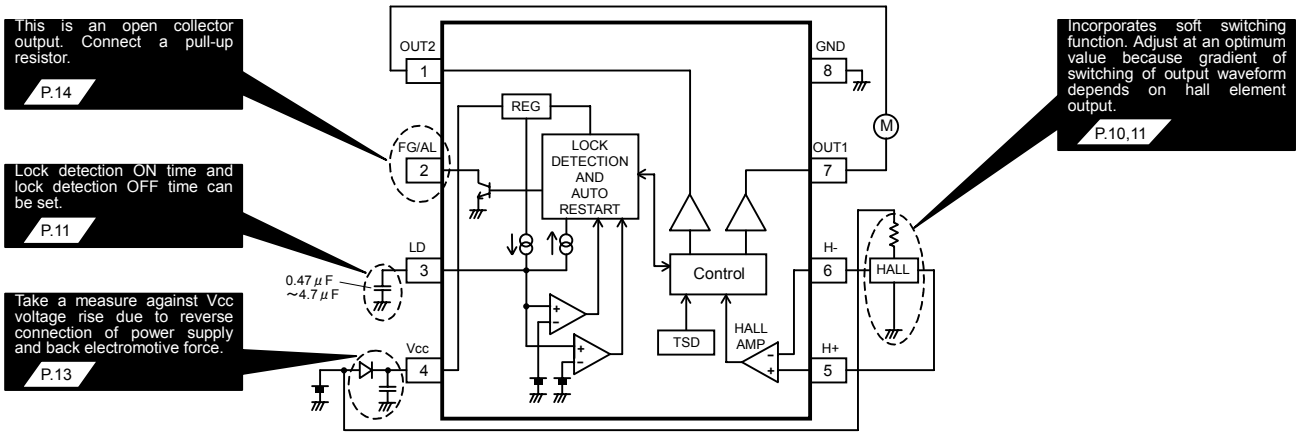 This is an open collector
output. Connect a pull-up
resistor.
P.14
Lock detection ON time and
lock detection OFF time can
be set.
P.11
Take a measure against Vcc
voltage rise due to reverse
connection of power supply
and back electromotive force.
P.13
OUT2
1
FG/AL
2
LD
3
0.47μF
～4.7μF
Vcc
4
REG
LOCK
DETECTION
AND
AUTO
RESTART
+
−
+
−
Control
TSD
HALL
AMP
−
+
GND
8
M
OUT1
7
H-
6
HALL
H+
5
Incorporates soft switching
function. Adjust at an optimum
value because gradient of
switching of output waveform
depends on hall element
output.
P.10,11